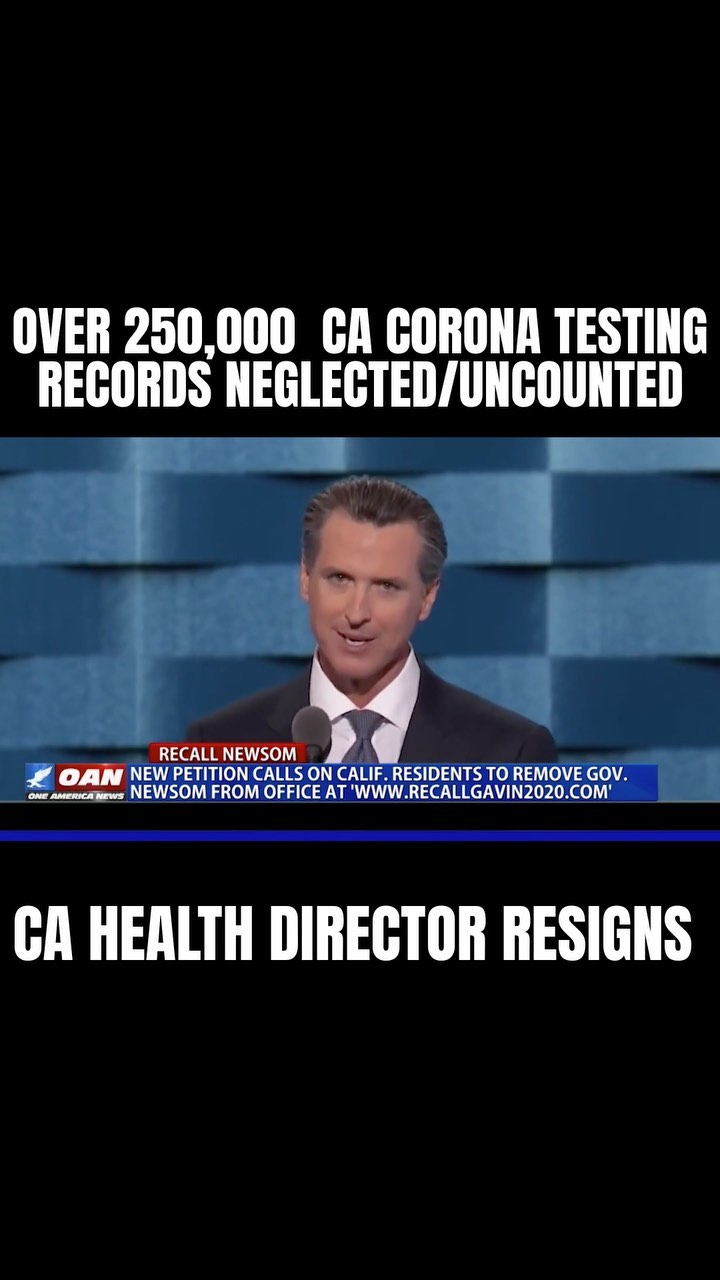 OVER 250,000 CA CORONA TESTING
RECORDS NEGLECTED/UNCOUNTED
RECALL NEWSOM
OAN
ONE AMERICA NEWS
NEW PETITION CALLS ON CALIF. RESIDENTS TO REMOVE GOV.
NEWSOM FROM OFFICE AT 'WWW.RECALLGAVIN2020.COM'
CA HEALTH DIRECTOR RESIGNS